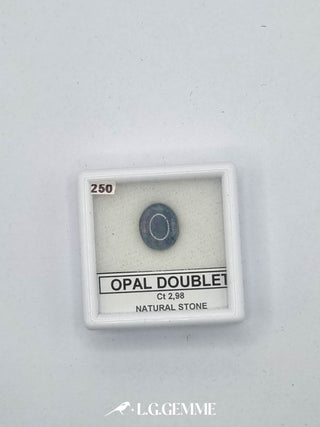 250
OPAL DOUBLET
Ct 2,98
NATURAL STONE
L.G.GEMME